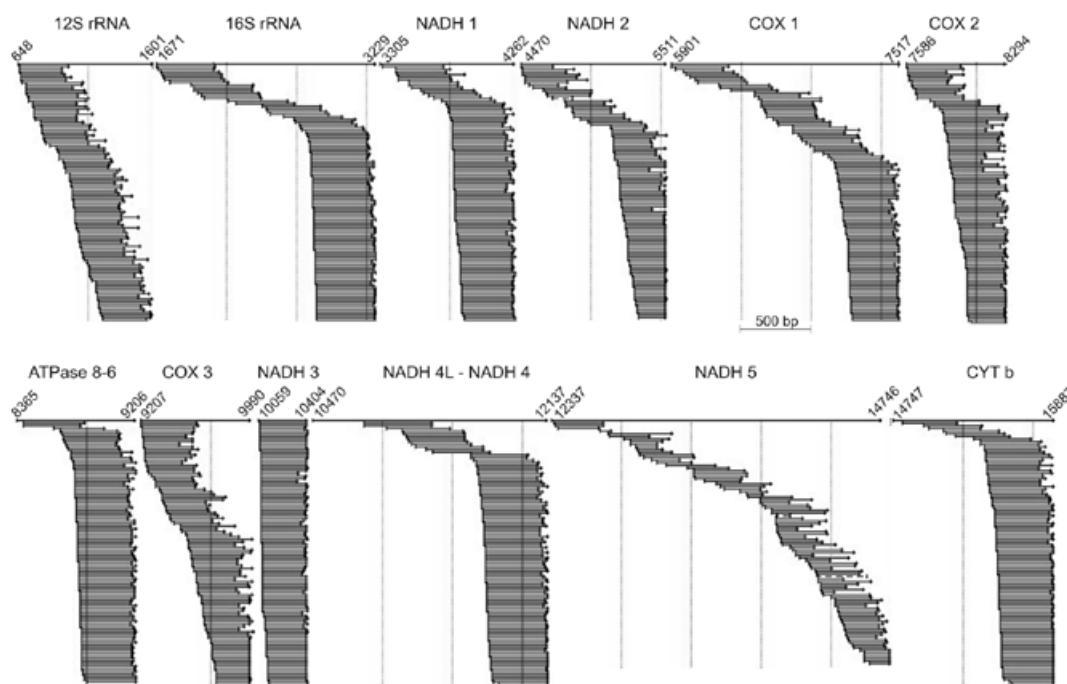 12S rRNA 16S rRNA NADH 1 NADH 2 COX 1 COX 2
648 1601 1671 3229 3305 4262 4470 5511 5901 7517 7586 8294
500 bp
ATPase 8-6 COX 3 NADH 3 NADH 4L - NADH 4 NADH 5 CYT b
8365 9206 9207 9990 10059 10404 10470 12137 12337 14746 14747 15887